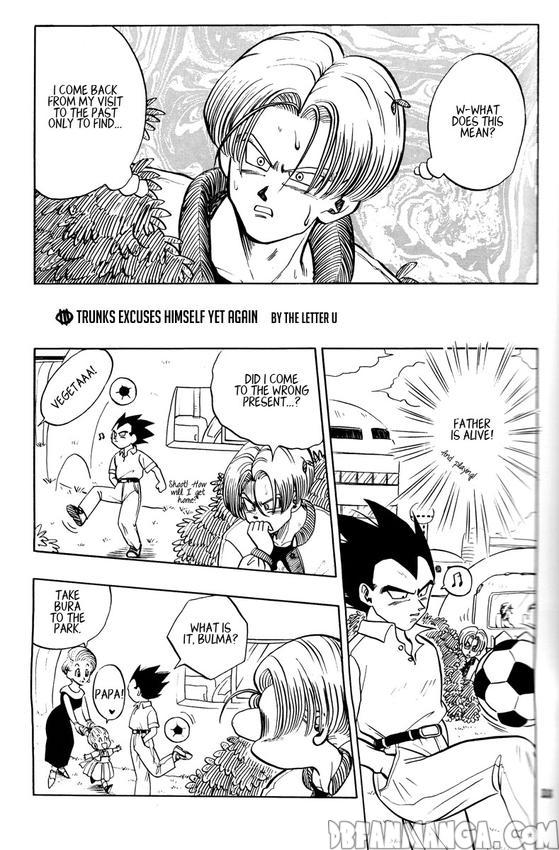 W-WHAT
DOES THIS
MEAN?
I COME BACK
FROM MY VISIT
TO THE PAST
ONLY TO FIND...
TRUNKS EXCUSES HIMSELF YET AGAIN BY THE LETTER U
FATHER
IS ALIVE!
And playing!
DID I COME
TO THE WRONG
PRESENT...?
Shoot! How
will I get
home?
VEGETAAA!
WHAT IS
IT, BULMA?
TAKE
BURA
TO THE
PARK.
PAPA!
DBFANMANGA.COM